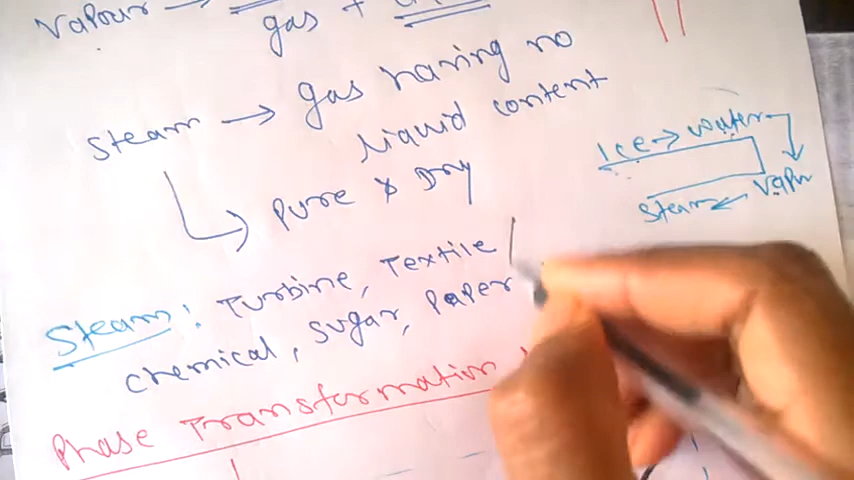 Vapour → gas +
Steam → gas having no
liquid content
Pure & Dry
Ice → water
Vapur
Steam ←
Steam: Turbine, Textile
chemical, sugar, Paper
Phase Transformation